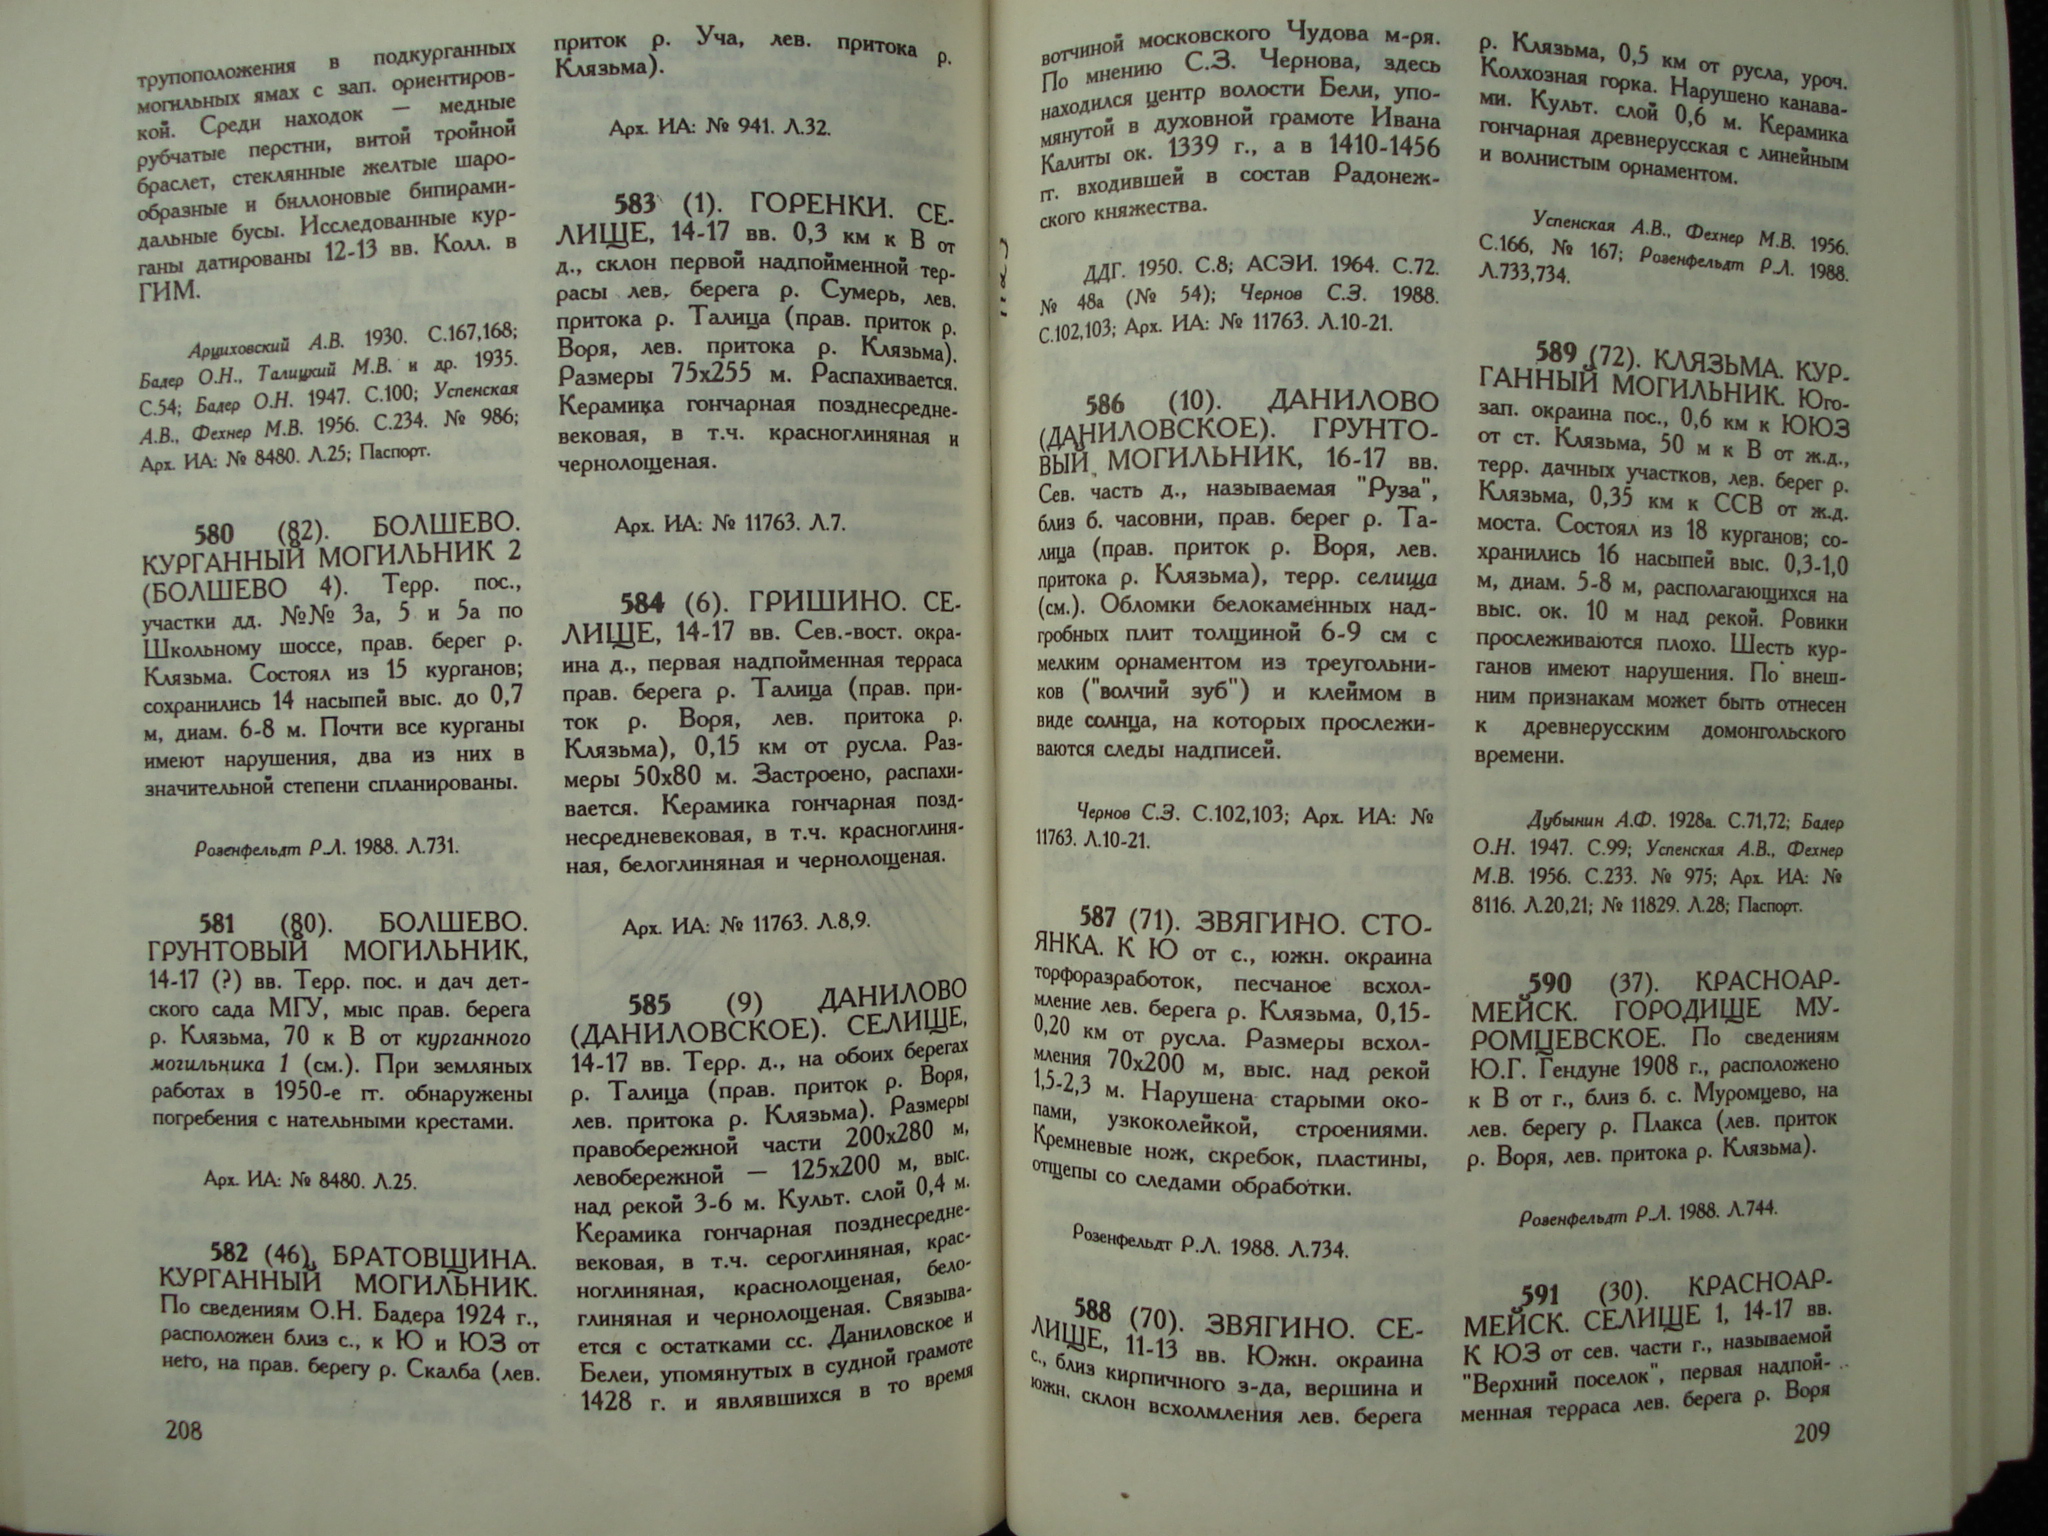 трупоположения в подкурганных
могильных ямах с зап. ориентиров-
кой. Среди находок — медные
рубчатые перстни, витой тройной
браслет, стеклянные желтые шаро-
образные и биллоновые бипирами-
дальные бусы. Исследованные кур-
ганы датированы 12-13 вв. Колл. в
ГИМ.
Арциховский А.В. 1930. С.167,168;
Бадер О.Н., Талицкий М.В. и др. 1935.
С.54; Бадер О.Н. 1947. С.100; Успенская
А.В., Фехнер М.В. 1956. С.234. № 986;
Арх. ИА: № 8480. Л.25; Паспорт.
580 (82). БОЛШЕВО.
КУРГАННЫЙ МОГИЛЬНИК 2
(БОЛШЕВО 4). Терр. пос.,
участки дд. №№ 3а, 5 и 5а по
Школьному шоссе, прав. берег р.
Клязьма. Состоял из 15 курганов;
сохранились 14 насыпей выс. до 0,7
м, диам. 6-8 м. Почти все курганы
имеют нарушения, два из них в
значительной степени спланированы.
Розенфельдт Р.Л. 1988. Л.731.
581 (80). БОЛШЕВО.
ГРУНТОВЫЙ МОГИЛЬНИК,
14-17 (?) вв. Терр. пос. и дач дет-
ского сада МГУ, мыс прав. берега
р. Клязьма, 70 к В от курганного
могильника 1 (см.). При земляных
работах в 1950-е гг. обнаружены
погребения с нательными крестами.
Арх. ИА: № 8480. Л.25.
582 (46). БРАТОВЩИНА.
КУРГАННЫЙ МОГИЛЬНИК.
По сведениям О.Н. Бадера 1924 г.,
расположен близ с., к Ю и ЮЗ от
него, на прав. берегу р. Скалба (лев.
208
приток р. Уча, лев. притока р.
Клязьма).
Арх. ИА: № 941. Л.32.
583 (1). ГОРЕНКИ. СЕ-
ЛИЩЕ, 14-17 вв. 0,3 км к В от
д., склон первой надпойменной тер-
расы лев. берега р. Сумерь, лев.
притока р. Талица (прав. приток р.
Воря, лев. притока р. Клязьма).
Размеры 75х255 м. Распахивается.
Керамика гончарная позднесредне-
вековая, в т.ч. красноглиняная и
чернолощеная.
Арх. ИА: № 11763. Л.7.
584 (6). ГРИШИНО. СЕ-
ЛИЩЕ, 14-17 вв. Сев.-вост. окра-
ина д., первая надпойменная терраса
прав. берега р. Талица (прав. при-
ток р. Воря, лев. притока р.
Клязьма), 0,15 км от русла. Раз-
меры 50х80 м. Застроено, распахи-
вается. Керамика гончарная позд-
несредневековая, в т.ч. красноглиня-
ная, белоглиняная и чернолощеная.
Арх. ИА: № 11763. Л.8,9.
585 (9) ДАНИЛОВО
(ДАНИЛОВСКОЕ). СЕЛИЩЕ,
14-17 вв. Терр. д., на обоих берегах
р. Талица (прав. приток р. Воря,
лев. притока р. Клязьма). Размеры
правобережной части 200х280 м,
левобережной — 125х200 м, выс.
над рекой 3-6 м. Культ. слой 0,4 м.
Керамика гончарная позднесредне-
вековая, в т.ч. сероглиняная, крас-
ноглиняная, краснолощеная, бело-
глиняная и чернолощеная. Связыва-
ется с остатками сс. Даниловское и
Белеи, упомянутых в судной грамоте
1428 г. и являвшихся в то время
вотчиной московского Чудова м-ря.
По мнению С.З. Чернова, здесь
находился центр волости Бели, упо-
мянутой в духовной грамоте Ивана
Калиты ок. 1339 г., а в 1410-1456
гг. входившей в состав Радонеж-
ского княжества.
ДДГ. 1950. С.8; АСЭИ. 1964. С.72.
№ 48а (№ 54); Чернов С.З. 1988.
С.102,103; Арх. ИА: № 11763. Л.10-21.
586 (10). ДАНИЛОВО
(ДАНИЛОВСКОЕ). ГРУНТО-
ВЫЙ МОГИЛЬНИК, 16-17 вв.
Сев. часть д., называемая "Руза",
близ б. часовни, прав. берег р. Та-
лица (прав. приток р. Воря, лев.
притока р. Клязьма), терр. селища
(см.). Обломки белокаменных над-
гробных плит толщиной 6-9 см с
мелким орнаментом из треугольни-
ков ("волчий зуб") и клеймом в
виде солнца, на которых прослежи-
ваются следы надписей.
Чернов С.З. С.102,103; Арх. ИА: №
11763. Л.10-21.
587 (71). ЗВЯГИНО. СТО-
ЯНКА. К Ю от с., южн. окраина
торфоразработок, песчаное всхол-
мление лев. берега р. Клязьма, 0,15-
0,20 км от русла. Размеры всхол-
мления 70х200 м, выс. над рекой
1,5-2,3 м. Нарушена старыми око-
пами, узкоколейкой, строениями.
Кремневые нож, скребок, пластины,
отщепы со следами обработки.
Розенфельдт Р.Л. 1988. Л.734.
588 (70). ЗВЯГИНО. СЕ-
ЛИЩЕ, 11-13 вв. Южн. окраина
с., близ кирпичного з-да, вершина и
южн. склон всхолмления лев. берега
р. Клязьма, 0,5 км от русла, уроч.
Колхозная горка. Нарушено канава-
ми. Культ. слой 0,6 м. Керамика
гончарная древнерусская с линейным
и волнистым орнаментом.
Успенская А.В., Фехнер М.В. 1956.
С.166, № 167; Розенфельдт Р.Л. 1988.
Л.733,734.
589 (72). КЛЯЗЬМА. КУР-
ГАННЫЙ МОГИЛЬНИК. Юго-
зап. окраина пос., 0,6 км к ЮЮЗ
от ст. Клязьма, 50 м к В от ж.д.,
терр. дачных участков, лев. берег р.
Клязьма, 0,35 км к ССВ от ж.д.
моста. Состоял из 18 курганов; со-
хранились 16 насыпей выс. 0,3-1,0
м, диам. 5-8 м, располагающихся на
выс. ок. 10 м над рекой. Ровики
прослеживаются плохо. Шесть кур-
ганов имеют нарушения. По внеш-
ним признакам может быть отнесен
к древнерусским домонгольского
времени.
Дубынин А.Ф. 1928а. С.71,72; Бадер
О.Н. 1947. С.99; Успенская А.В., Фехнер
М.В. 1956. С.233. № 975; Арх. ИА: №
8116. Л.20,21; № 11829. Л.28; Паспорт.
590 (37). КРАСНОАР-
МЕЙСК. ГОРОДИЩЕ МУ-
РОМЦЕВСКОЕ. По сведениям
Ю.Г. Гендуне 1908 г., расположено
к В от г., близ б. с. Муромцево, на
лев. берегу р. Плакса (лев. приток
р. Воря, лев. притока р. Клязьма).
Розенфельдт Р.Л. 1988. Л.744.
591 (30). КРАСНОАР-
МЕЙСК. СЕЛИЩЕ 1, 14-17 вв.
К ЮЗ от сев. части г., называемой
"Верхний поселок", первая надпой-
менная терраса лев. берега р. Воря
209